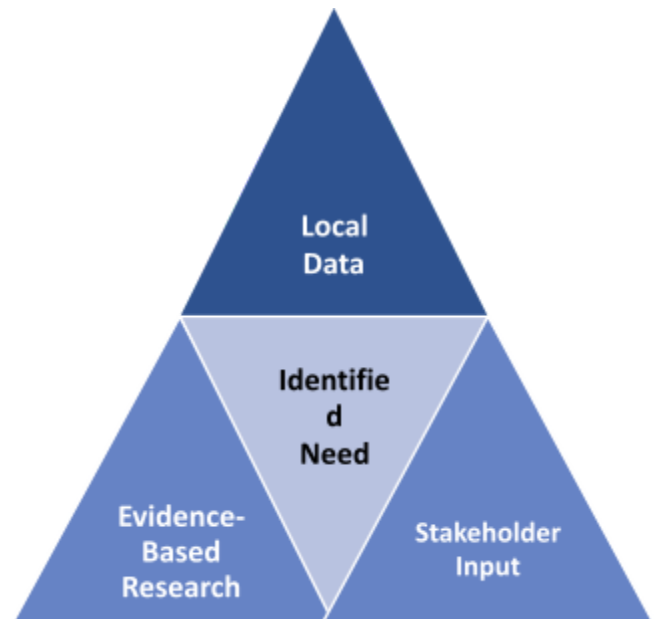 Local
Data
Identifie
d
Need
Evidence-
Based
Research
Stakeholder
Input